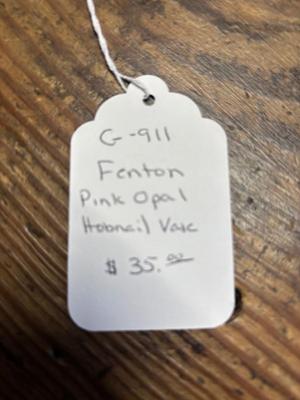 G-911
Fenton
Pink Opal
Hobnail Vase
$ 35.00